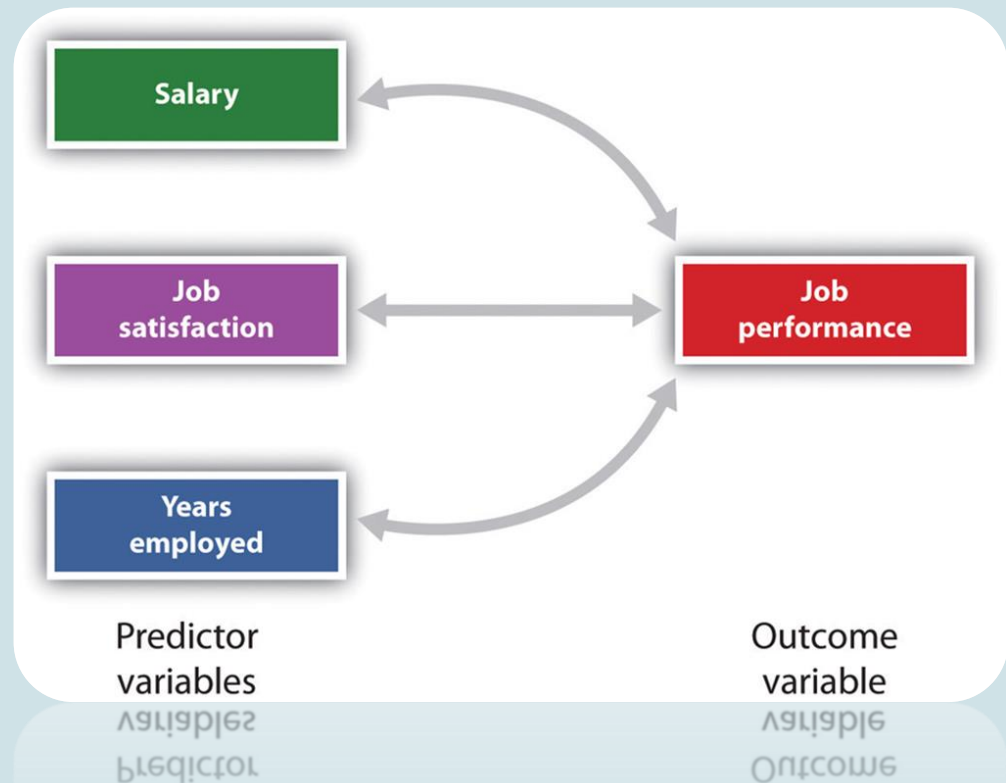 Salary
Job
satisfaction
Job
performance
Years
employed
Predictor
variables
Outcome
variable